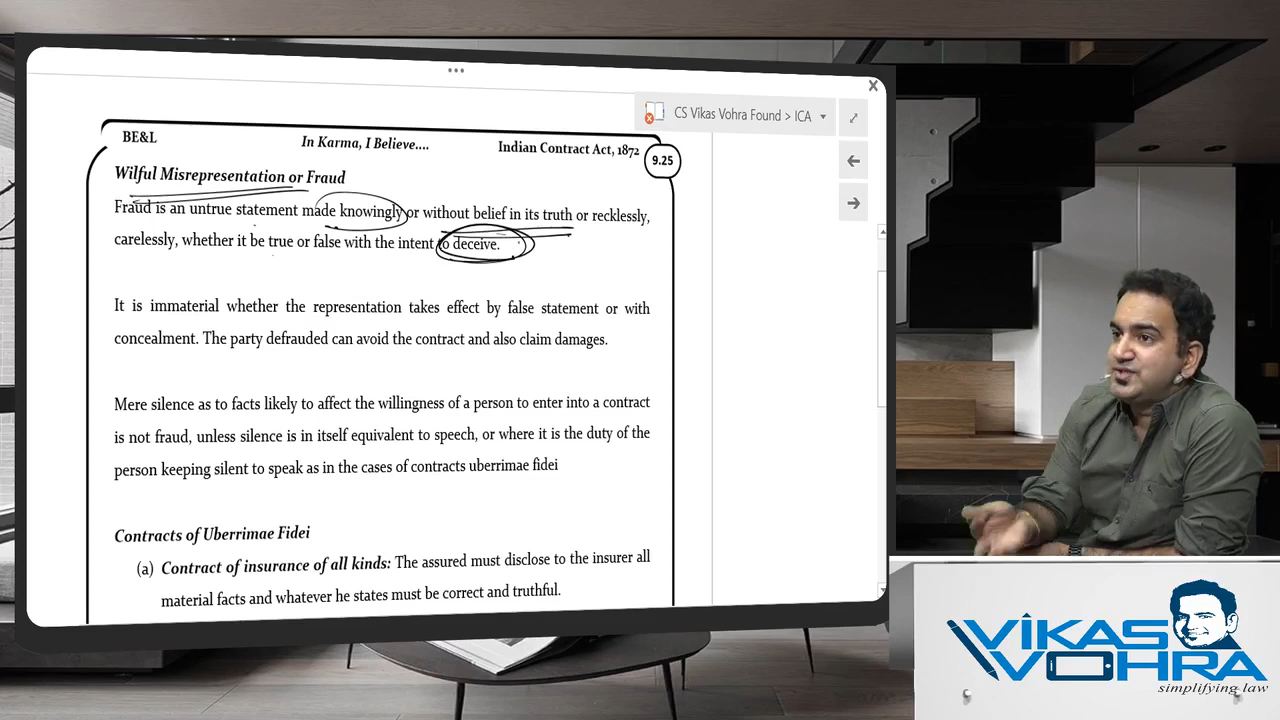 CS Vikas Vohra Found > ICA
BE&L In Karma, I Believe.... Indian Contract Act, 1872 9.25
Wilful Misrepresentation or Fraud
Fraud is an untrue statement made knowingly or without belief in its truth or recklessly,
carelessly, whether it be true or false with the intent to deceive.
It is immaterial whether the representation takes effect by false statement or with
concealment. The party defrauded can avoid the contract and also claim damages.
Mere silence as to facts likely to affect the willingness of a person to enter into a contract
is not fraud, unless silence is in itself equivalent to speech, or where it is the duty of the
person keeping silent to speak as in the cases of contracts uberrimae fidei
Contracts of Uberrimae Fidei
(a) Contract of insurance of all kinds: The assured must disclose to the insurer all
material facts and whatever he states must be correct and truthful.
VIKAS
VOHRA
simplifying law